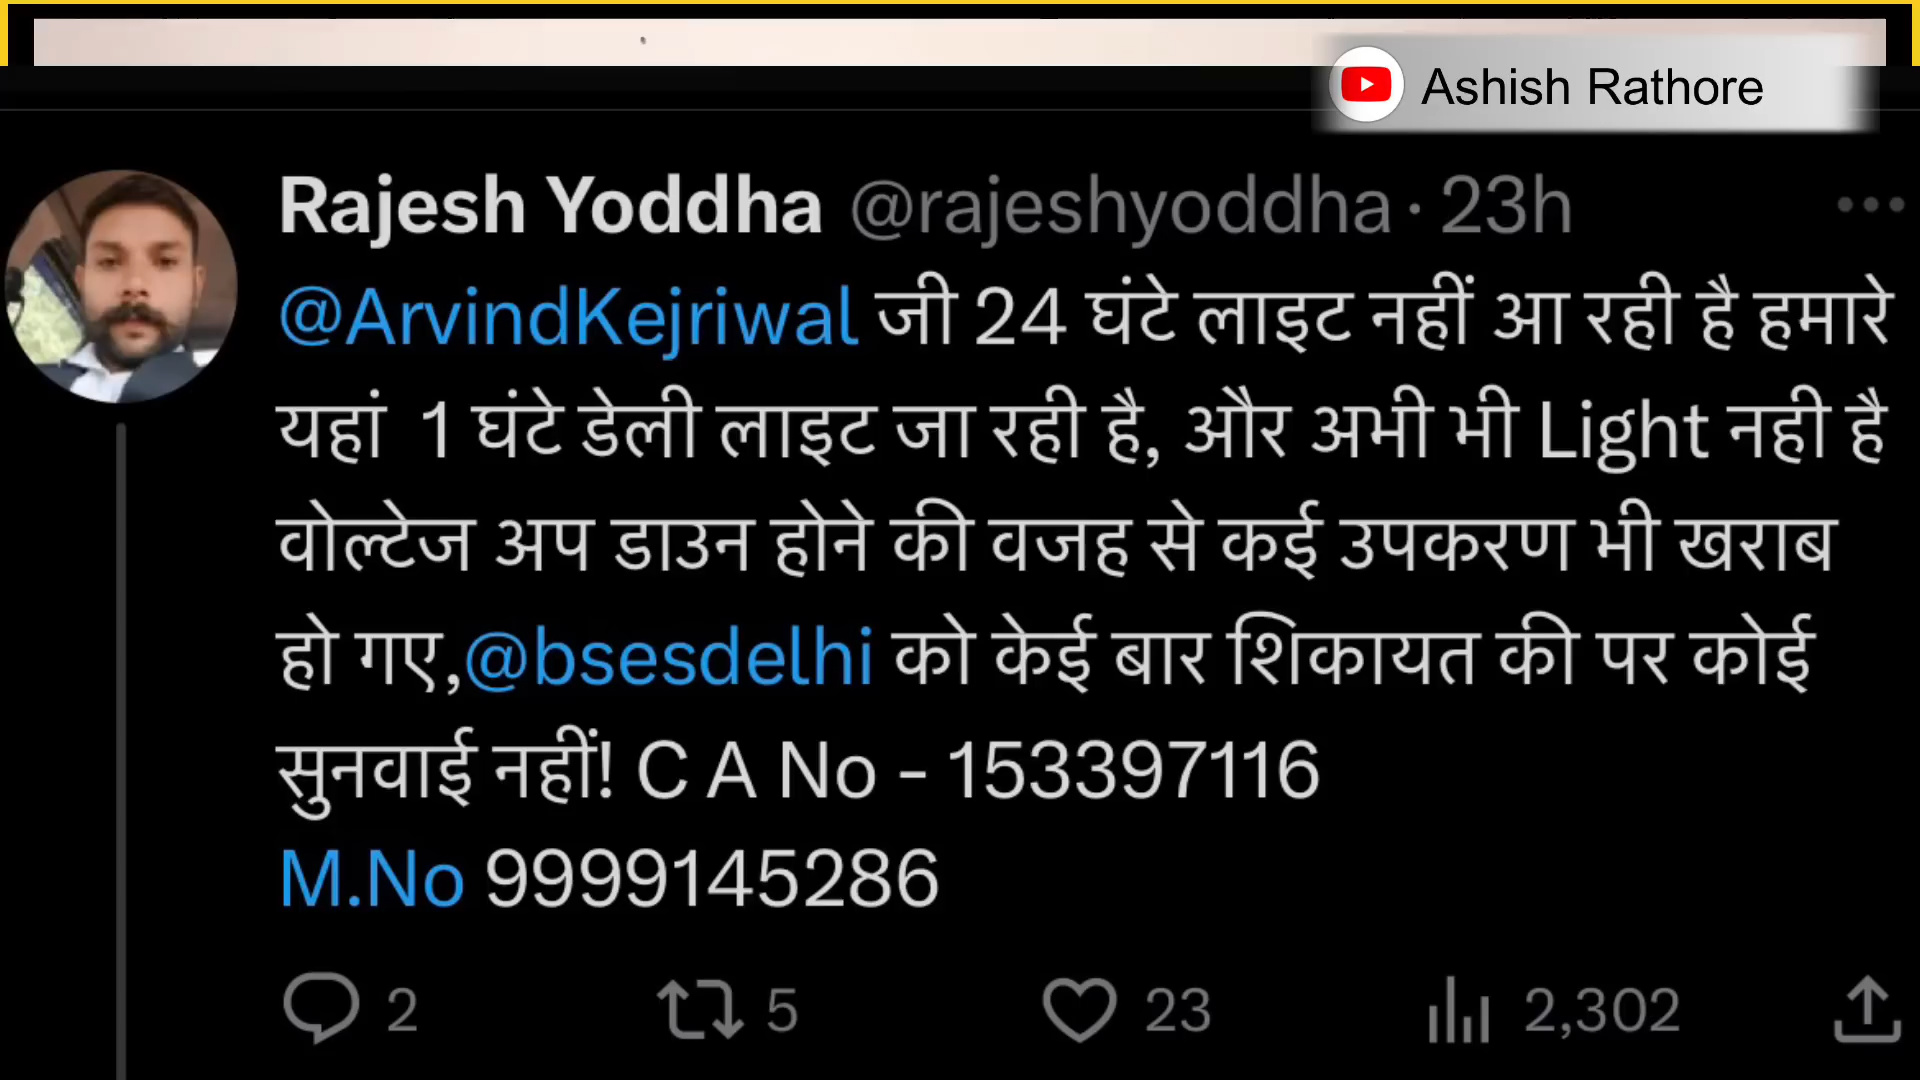 Ashish Rathore
Rajesh Yoddha @rajeshyoddha · 23h
@ArvindKejriwal जी 24 घंटे लाइट नहीं आ रही है हमारे
यहां 1 घंटे डेली लाइट जा रही है, और अभी भी Light नही है
वोल्टेज अप डाउन होने की वजह से कई उपकरण भी खराब
हो गए,@bsesdelhi को केई बार शिकायत की पर कोई
सुनवाई नहीं! C A No - 153397116
M.No 9999145286
2 5 23 2,302